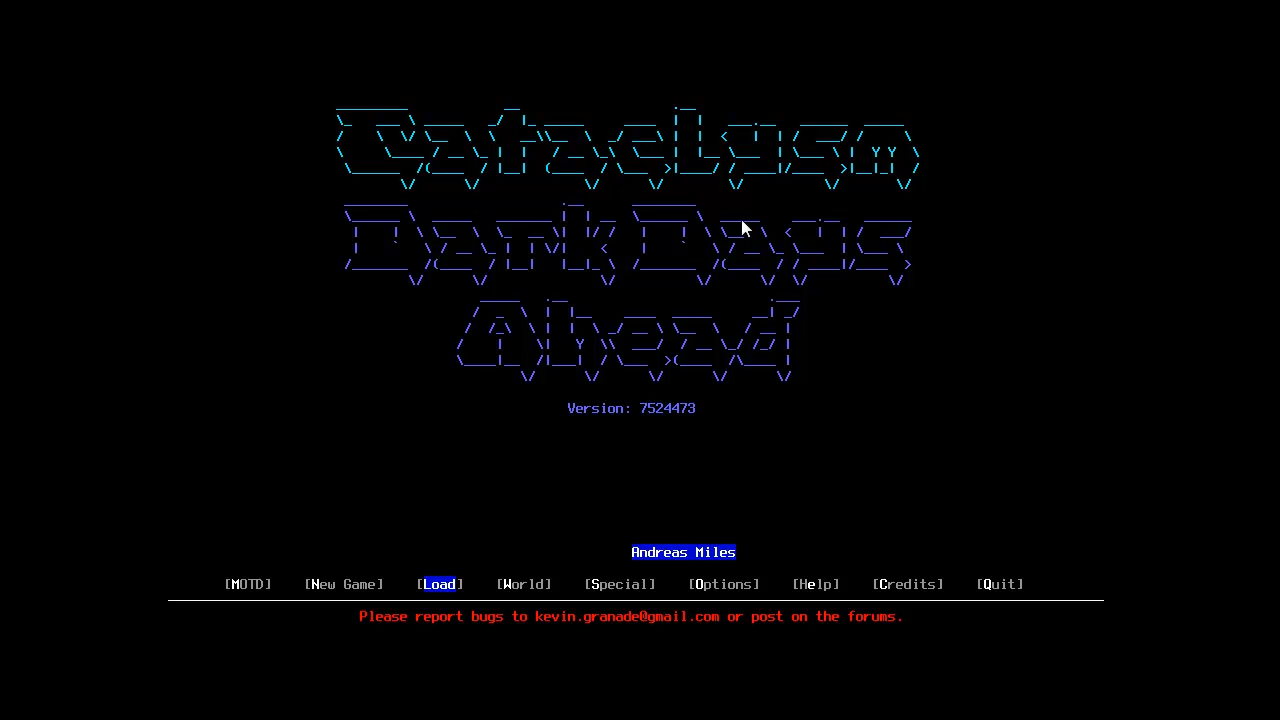 Cataclysm
Dark Days
Ahead
Version: 7524473
Andreas Miles
[MOTD] [New Game] [Load] [World] [Special] [Options] [Help] [Credits] [Quit]
Please report bugs to kevin.granade@gmail.com or post on the forums.